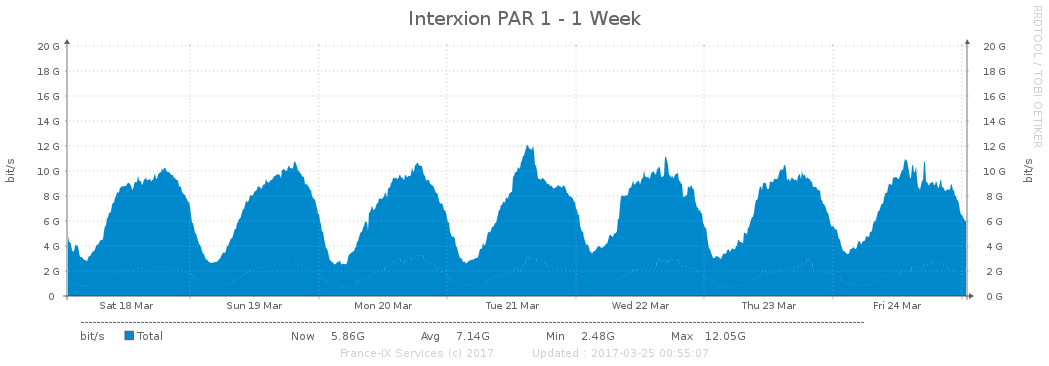 Interxion PAR 1 - 1 Week
RRDTOOL / TOBI OETIKER
bit/s
20 G
18 G
16 G
14 G
12 G
10 G
8 G
6 G
4 G
2 G
0
20 G
18 G
16 G
14 G
12 G
10 G
8 G
6 G
4 G
2 G
0 G
bit/s
Sat 18 Mar Sun 19 Mar Mon 20 Mar Tue 21 Mar Wed 22 Mar Thu 23 Mar Fri 24 Mar
bit/s Total Now 5.86G Avg 7.14G Min 2.48G Max 12.05G
France-IX Services (c) 2017 Updated : 2017-03-25 00:55:07